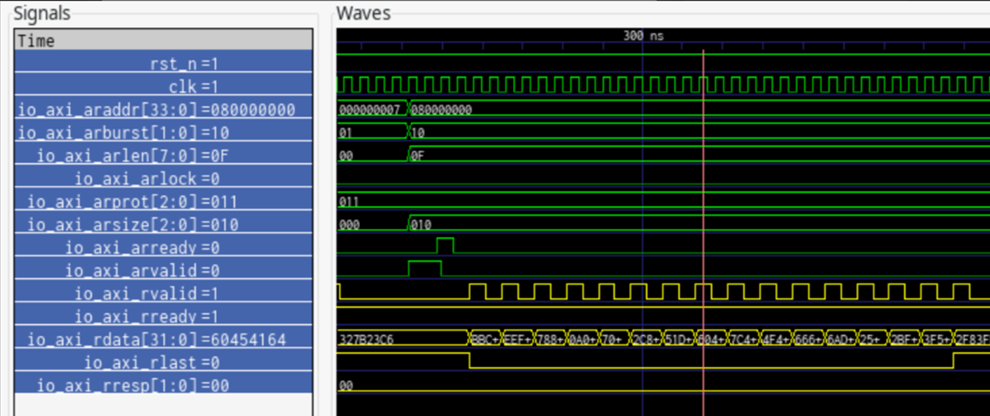 Signals
Waves
Time
300 ns
rst_n =1
clk =1
io_axi_araddr[33:0] =080000000 000000007 080000000
io_axi_arburst[1:0] =10 01 10
io_axi_arlen[7:0] =0F 00 0F
io_axi_arlock =0
io_axi_arprot[2:0] =011 011
io_axi_arsize[2:0] =010 000 010
io_axi_arready =0
io_axi_arvalid =0
io_axi_rvalid =1
io_axi_rready =1
io_axi_rdata[31:0] =60454164 327B23C6 BBC+ EEF+ 788+ 0A0+ 70+ 2C8+ 51D+ 604+ 7C4+ 4F4+ 666+ 6AD+ 25+ 2BF+ 3F5+ 2F83F
io_axi_rlast =0
io_axi_rresp[1:0] =00 00